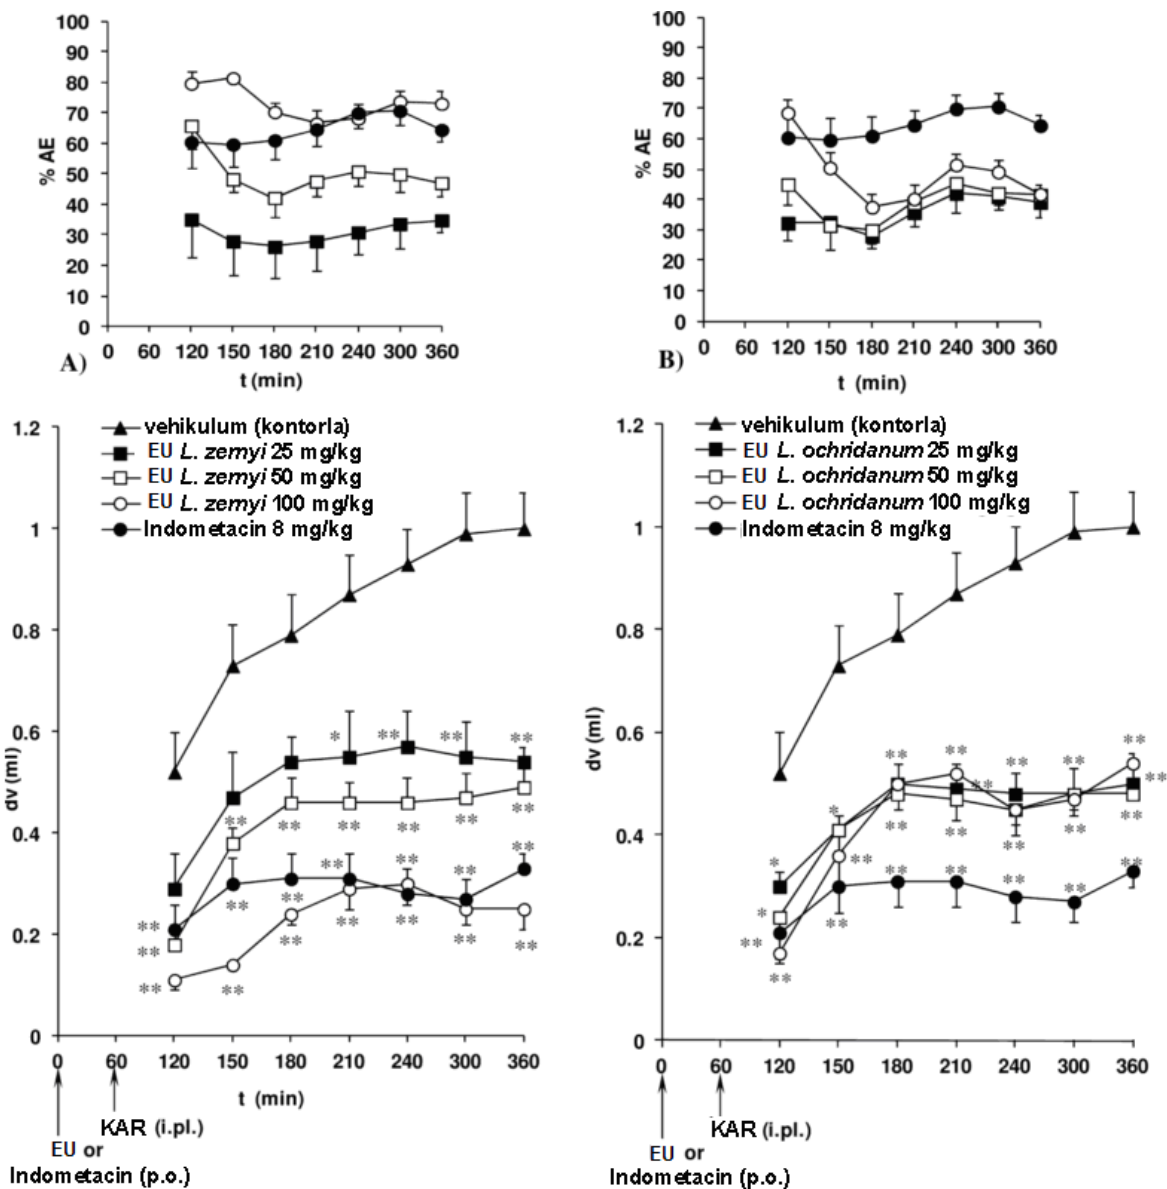 100
90
80
70
60
50
40
30
20
10
0
% AE
0 60 120 150 180 210 240 300 360
A)
t (min)
100
90
80
70
60
50
40
30
20
10
0
% AE
0 60 120 150 180 210 240 300 360
B)
t (min)
1.2
1
0.8
0.6
0.4
0.2
0
dv (ml)
vehikulum (kontorla)
EU L. zernyi 25 mg/kg
EU L. zernyi 50 mg/kg
EU L. zernyi 100 mg/kg
Indometacin 8 mg/kg
* ** ** **
** ** ** ** ** ** **
** ** ** **
** ** **
** ** ** ** ** **
** **
0 60 120 150 180 210 240 300 360
t (min)
KAR (i.pl.)
EU or
Indometacin (p.o.)
1.2
1
0.8
0.6
0.4
0.2
0
dv (ml)
vehikulum (kontorla)
EU L. ochridanum 25 mg/kg
EU L. ochridanum 50 mg/kg
EU L. ochridanum 100 mg/kg
Indometacin 8 mg/kg
** ** ** ** **
** **
* ** ** ** ** **
* ** ** ** ** ** **
* **
** **
0 60 120 150 180 210 240 300 360
t (min)
KAR (i.pl.)
EU or
Indometacin (p.o.)